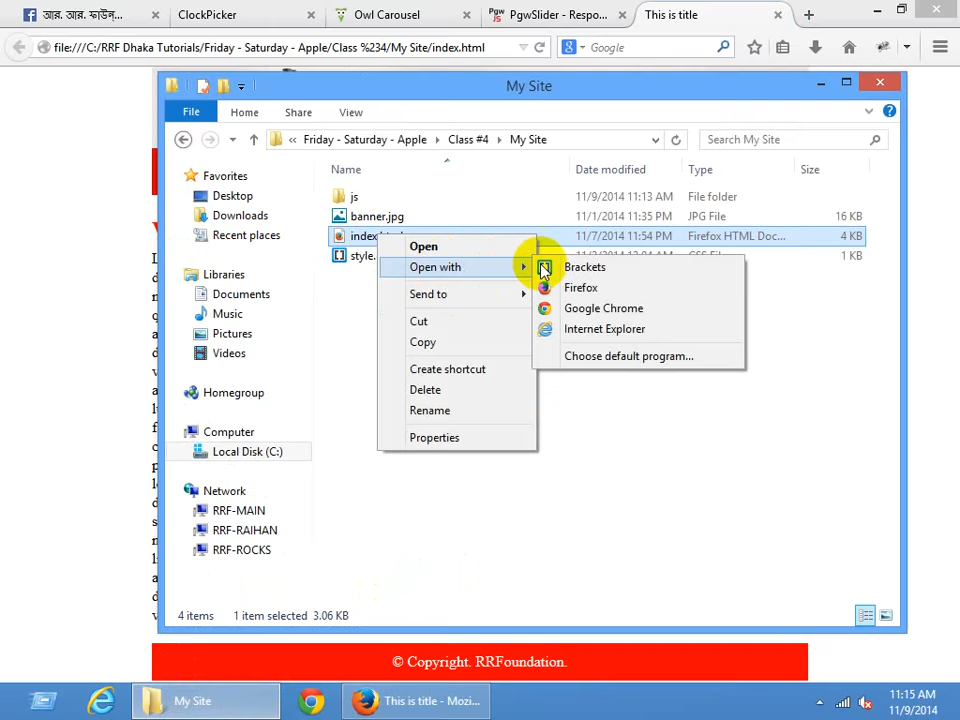 আর. আর. ফাউন্...
ClockPicker
Owl Carousel
PgwSlider - Respo...
This is title
file:///C:/RRF Dhaka Tutorials/Friday - Saturday - Apple/Class %234/My Site/index.html
Google
My Site
File Home Share View
« Friday - Saturday - Apple Class #4 My Site
Search My Site
Name Date modified Type Size
Favorites
Desktop
Downloads
Recent places
Libraries
Documents
Music
Pictures
Videos
Homegroup
Computer
Local Disk (C:)
Network
RRF-MAIN
RRF-RAIHAN
RRF-ROCKS
js 11/9/2014 11:13 AM File folder
banner.jpg 11/1/2014 11:35 PM JPG File 16 KB
11/7/2014 11:54 PM Firefox HTML Doc... 4 KB
style. 1 KB
Open
Open with
Send to
Cut
Copy
Create shortcut
Delete
Rename
Properties
Brackets
Firefox
Google Chrome
Internet Explorer
Choose default program...
4 items 1 item selected 3.06 KB
© Copyright. RRFoundation.
My Site
This is title - Mozi...
11:15 AM
11/9/2014